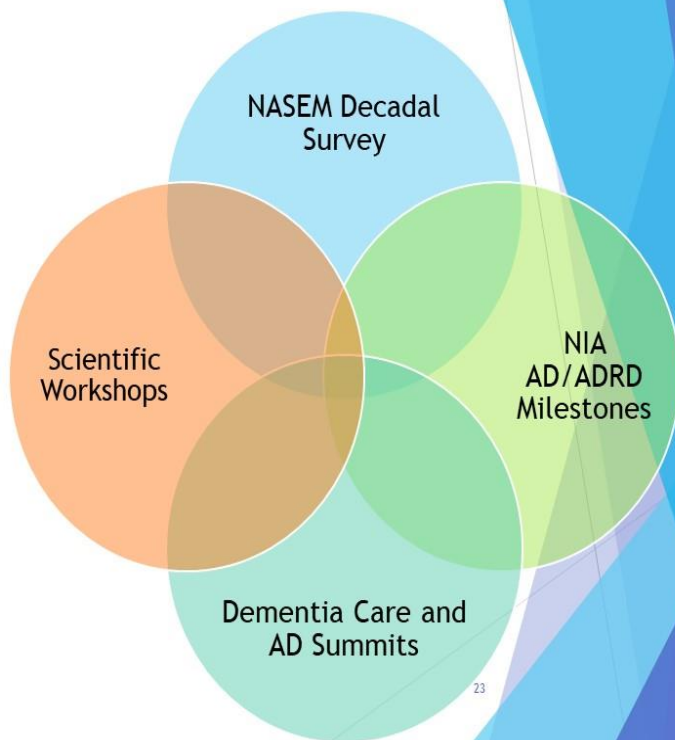 NASEM Decadal
Survey
Scientific
Workshops
NIA
AD/ADRD
Milestones
Dementia Care and
AD Summits
23